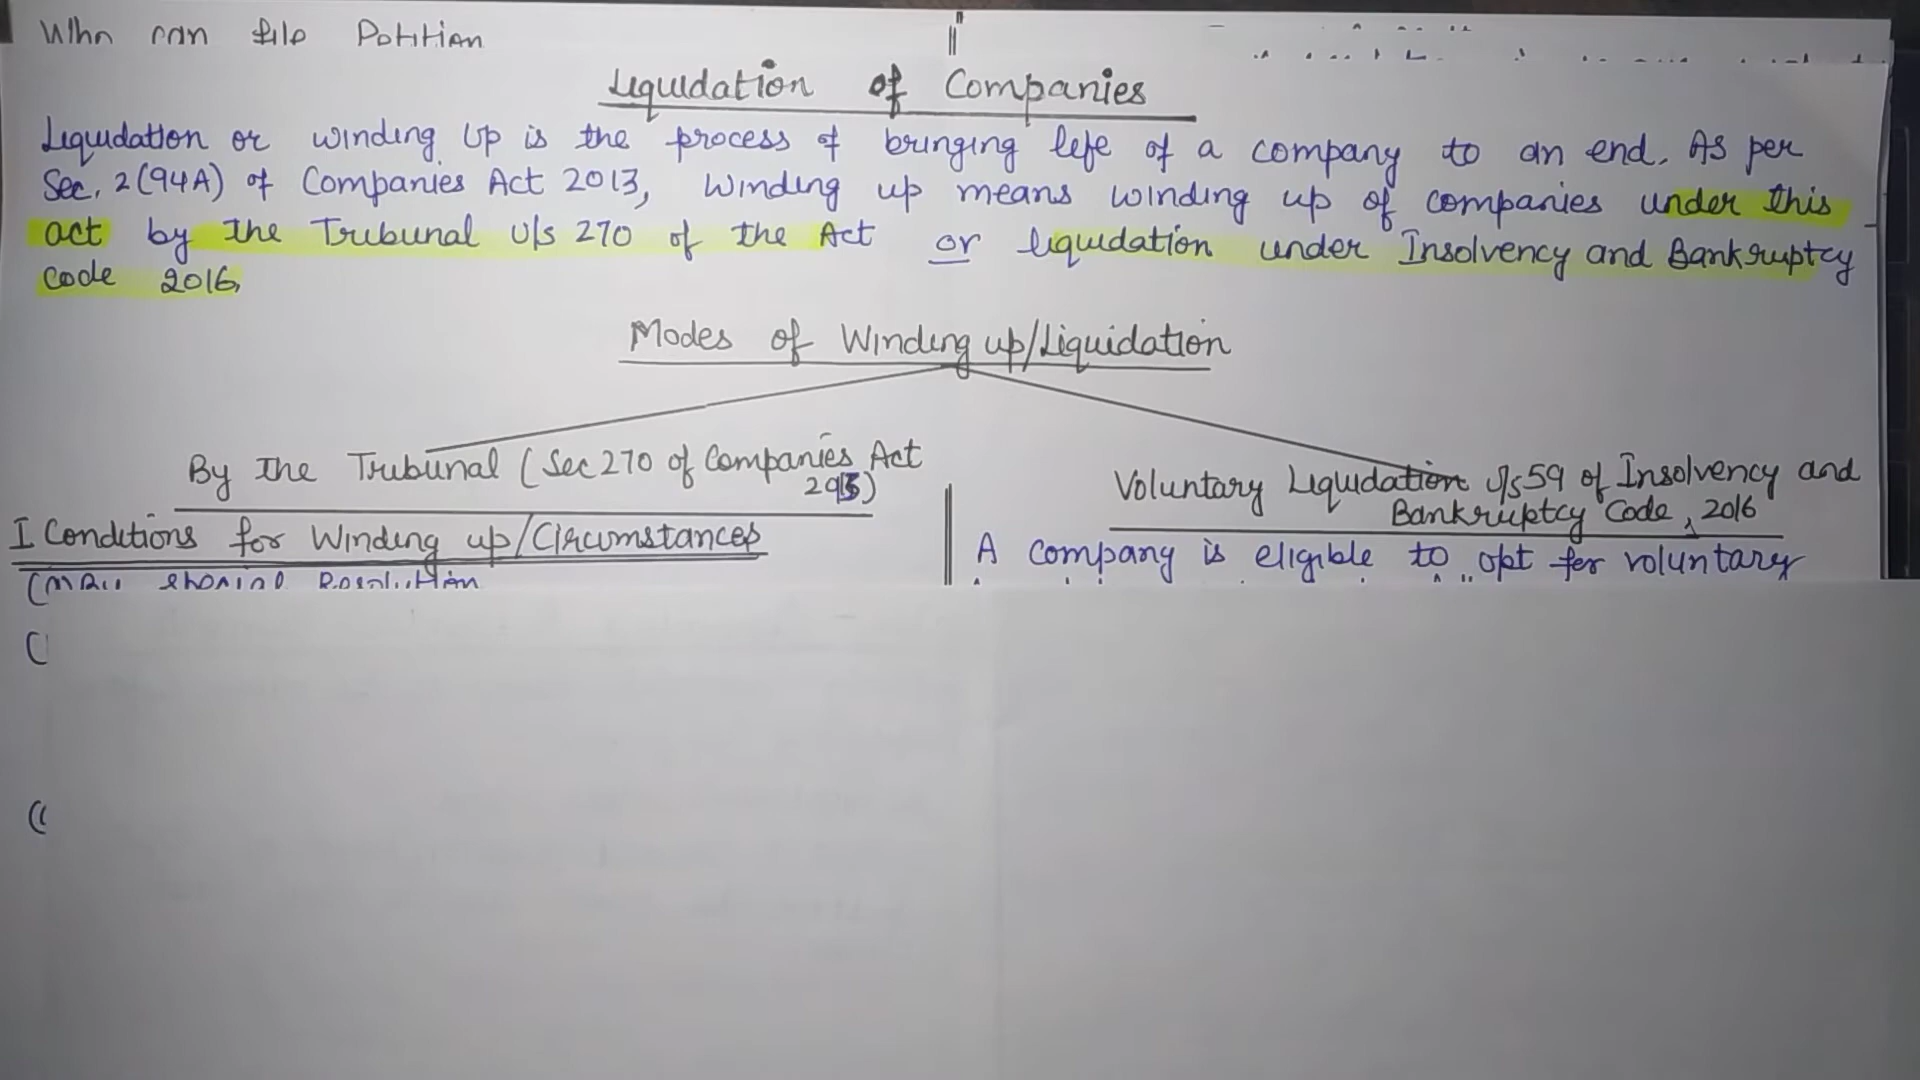 Who can file Petition
Liquidation of Companies
Liquidation or winding up is the process of bringing life of a company to an end. As per
Sec. 2(94A) of Companies Act 2013, winding up means winding up of companies under this
act by the Tribunal u/s 270 of the Act or liquidation under Insolvency and Bankruptcy
Code 2016.
Modes of Winding up/Liquidation
By the Tribunal (Sec 270 of Companies Act
2013)
I Conditions for Winding up/Circumstances
Voluntary Liquidation u/s 59 of Insolvency and
Bankruptcy Code, 2016
A company is eligible to opt for voluntary